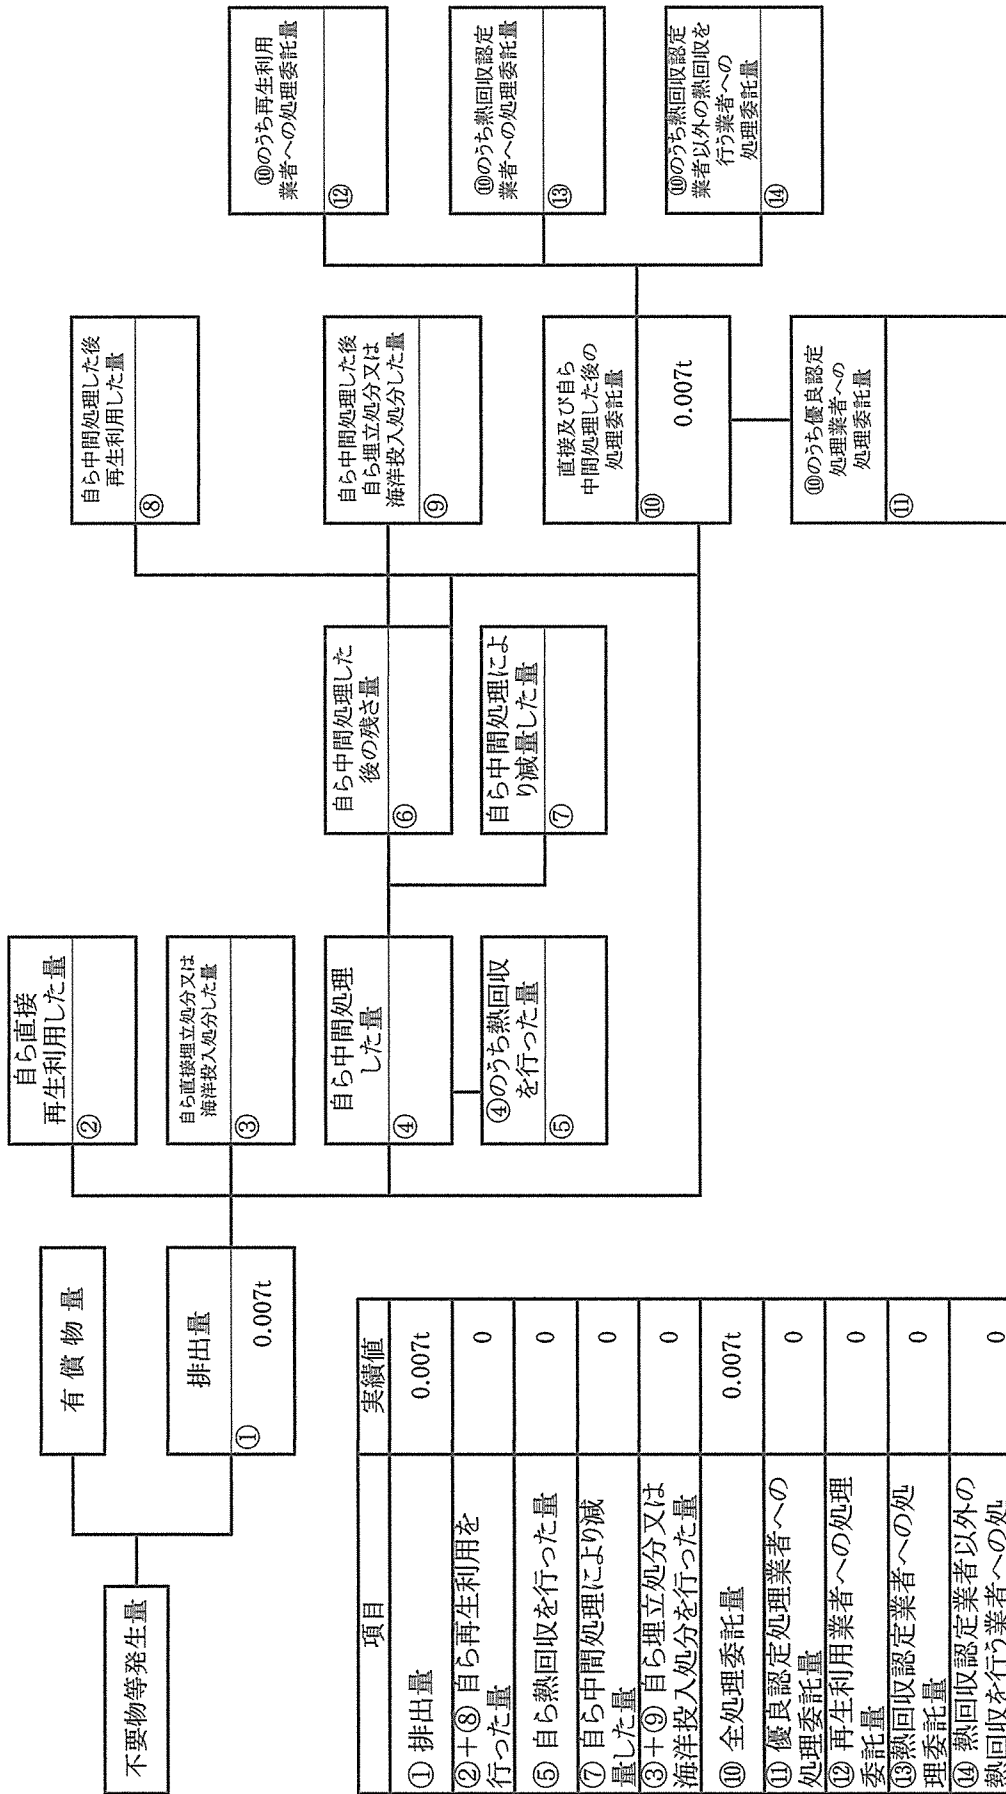 不要物等発生量
有 償 物 量
排出量
①
0.007t
自ら直接
再生利用した量
②
自ら直接埋立処分又は
海洋投入処分した量
③
自ら中間処理
した量
④
④のうち熱回収
を行った量
⑤
自ら中間処理した
後の残さ量
⑥
自ら中間処理によ
り減量した量
⑦
自ら中間処理した後
再生利用した量
⑧
自ら中間処理した後
自ら埋立処分又は
海洋投入処分した量
⑨
直接及び自ら
中間処理した後の
処理委託量
⑩
0.007t
⑩のうち優良認定
処理業者への
処理委託量
⑪
⑩のうち再生利用
業者への処理委託量
⑫
⑩のうち熱回収認定
業者への処理委託量
⑬
⑩のうち熱回収認定
業者以外の熱回収を
行う業者への
処理委託量
⑭
項目 実績値
① 排出量 0.007t
②+⑧ 自ら再生利用を
行った量 0
⑤ 自ら熱回収を行った量 0
⑦ 自ら中間処理により減
量した量 0
③+⑨ 自ら埋立処分又は
海洋投入処分を行った量 0
⑩ 全処理委託量 0.007t
⑪ 優良認定処理業者への
処理委託量 0
⑫ 再生利用業者への処理
委託量 0
⑬熱回収認定業者への処
理委託量 0
⑭ 熱回収認定業者以外の
熱回収を行う業者への処 0